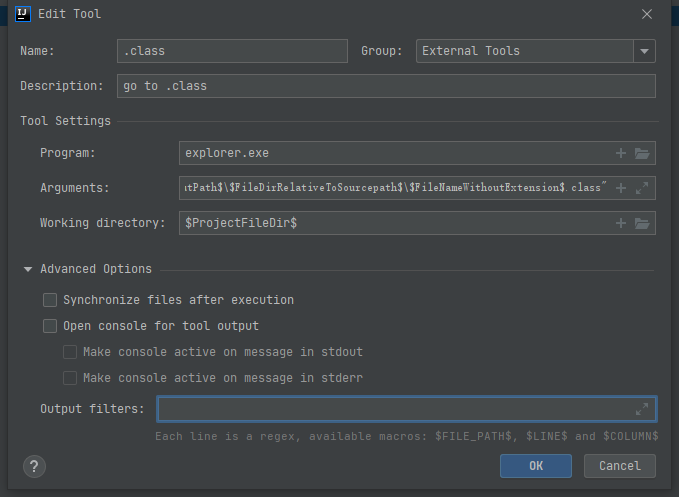 IJ Edit Tool
Name: .class Group: External Tools
Description: go to .class
Tool Settings
Program: explorer.exe
Arguments: ıtPath$\$FileDirRelativeToSourcepath$\$FileNameWithoutExtension$.class"
Working directory: $ProjectFileDir$
Advanced Options
Synchronize files after execution
Open console for tool output
Make console active on message in stdout
Make console active on message in stderr
Output filters:
Each line is a regex, available macros: $FILE_PATH$, $LINE$ and $COLUMN$
? OK Cancel